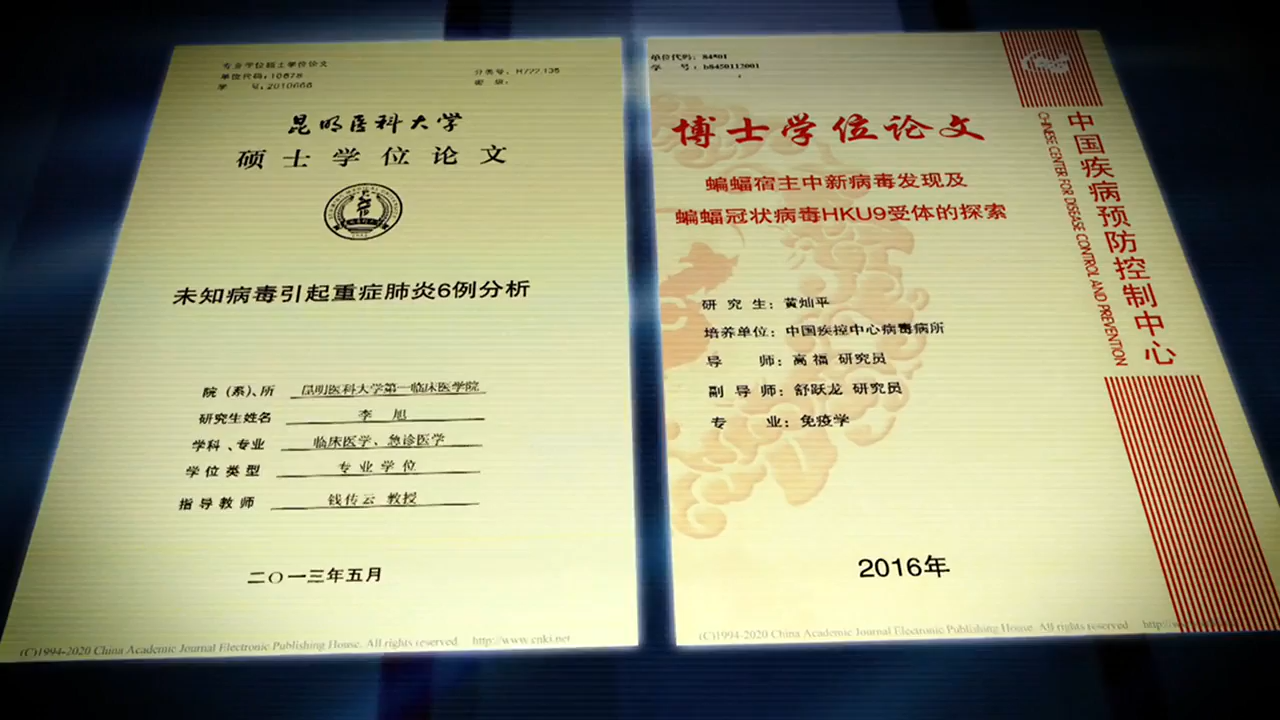 专业学位硕士学位论文
单位代码:10678
学 号:2010668
分类号: R722.135
密 级:
昆明医科大学
硕士学位论文
未知病毒引起重症肺炎6例分析
院(系)、所 昆明医科大学第一临床医学院
研究生姓名 李 旭
学科、专业 临床医学、急诊医学
学位类型 专业学位
指导教师 钱传云 教授
二〇一三年五月
(C)1994-2020 China Academic Journal Electronic Publishing House. All rights reserved. http://www.cnki.net
单位代码: 84501
学 号: b8450112001
博士学位论文
蝙蝠宿主中新病毒发现及
蝙蝠冠状病毒HKU9受体的探索
研究生: 黄灿平
培养单位: 中国疾控中心病毒病所
导 师: 高福 研究员
副导师: 舒跃龙 研究员
专 业: 免疫学
2016年
中国疾病预防控制中心
CHINESE CENTER FOR DISEASE CONTROL AND PREVENTION
(C)1994-2020 China Academic Journal Electronic Publishing House. All rights reserved.